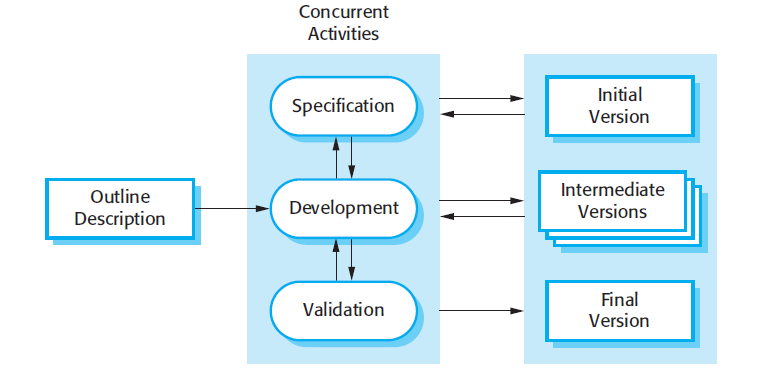 Concurrent
Activities
Specification
Initial
Version
Outline
Description
Development
Intermediate
Versions
Validation
Final
Version